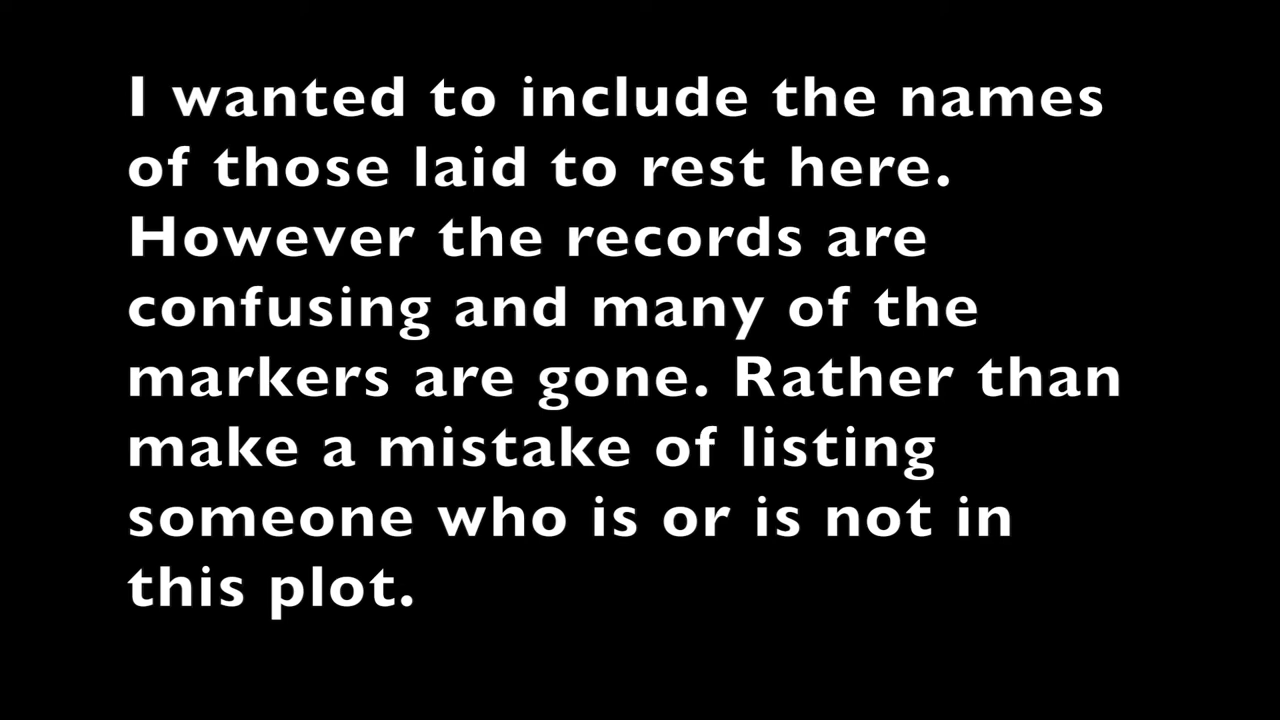 I wanted to include the names
of those laid to rest here.
However the records are
confusing and many of the
markers are gone. Rather than
make a mistake of listing
someone who is or is not in
this plot.